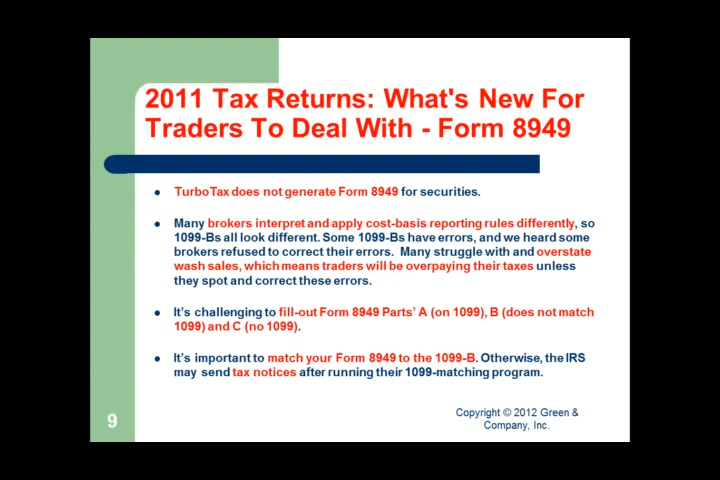 2011 Tax Returns: What's New For
Traders To Deal With - Form 8949
TurboTax does not generate Form 8949 for securities.
Many brokers interpret and apply cost-basis reporting rules differently, so
1099-Bs all look different. Some 1099-Bs have errors, and we heard some
brokers refused to correct their errors. Many struggle with and overstate
wash sales, which means traders will be overpaying their taxes unless
they spot and correct these errors.
It's challenging to fill-out Form 8949 Parts' A (on 1099), B (does not match
1099) and C (no 1099).
It's important to match your Form 8949 to the 1099-B. Otherwise, the IRS
may send tax notices after running their 1099-matching program.
9
Copyright © 2012 Green &
Company, Inc.